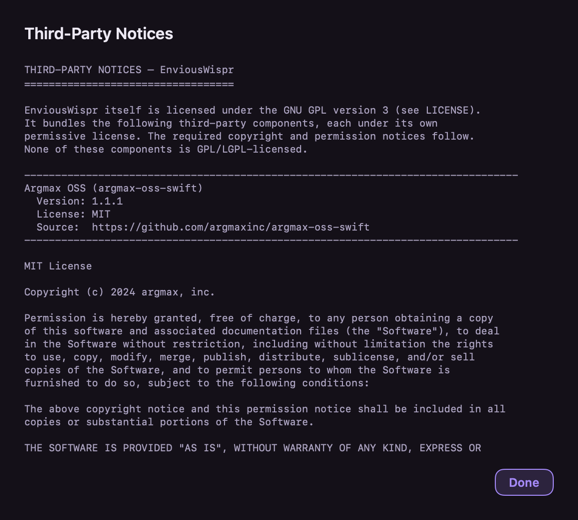 Third-Party Notices
THIRD-PARTY NOTICES — EnviousWispr
==================================
EnviousWispr itself is licensed under the GNU GPL version 3 (see LICENSE).
It bundles the following third-party components, each under its own
permissive license. The required copyright and permission notices follow.
None of these components is GPL/LGPL-licensed.
--------------------------------------------------------------------------------
Argmax OSS (argmax-oss-swift)
  Version: 1.1.1
  License: MIT
  Source:  https://github.com/argmaxinc/argmax-oss-swift
--------------------------------------------------------------------------------
MIT License
Copyright (c) 2024 argmax, inc.
Permission is hereby granted, free of charge, to any person obtaining a copy
of this software and associated documentation files (the "Software"), to deal
in the Software without restriction, including without limitation the rights
to use, copy, modify, merge, publish, distribute, sublicense, and/or sell
copies of the Software, and to permit persons to whom the Software is
furnished to do so, subject to the following conditions:
The above copyright notice and this permission notice shall be included in all
copies or substantial portions of the Software.
THE SOFTWARE IS PROVIDED "AS IS", WITHOUT WARRANTY OF ANY KIND, EXPRESS OR
Done